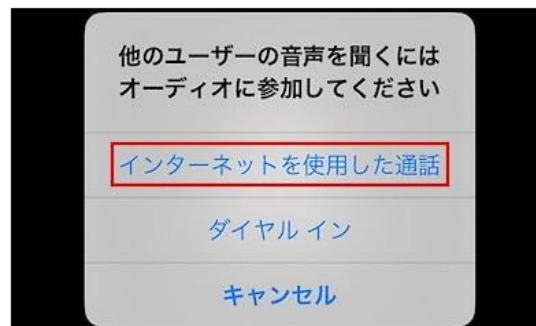 他のユーザーの音声を聞くには
オーディオに参加してください
インターネットを使用した通話
ダイヤル イン
キャンセル